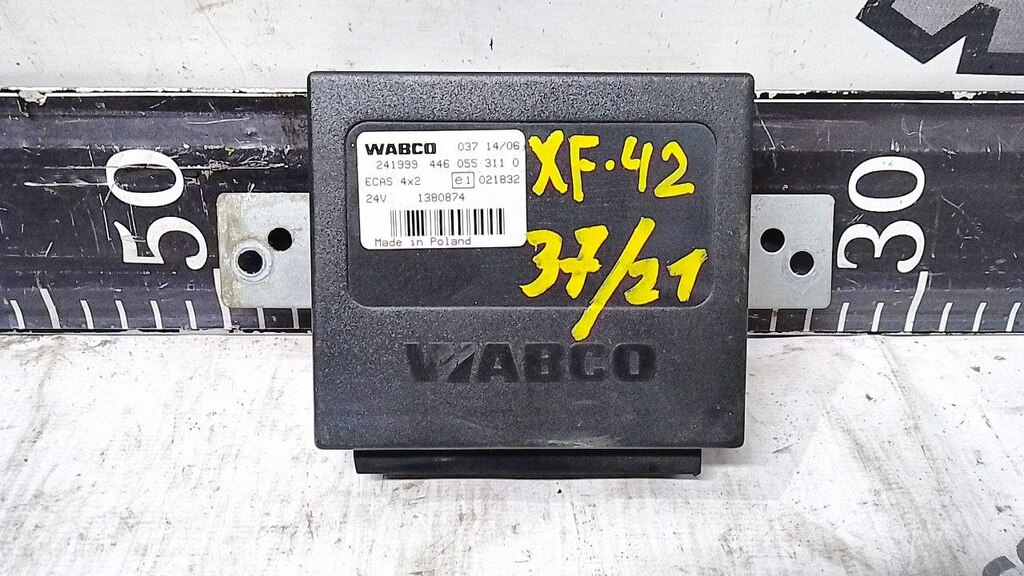 WABCO 037 14/06
241999 446 055 311 0
ECAS 4x2 e1 021832
24V 1380874
Made in Poland
XF.42
37/21
WABCO
50
30